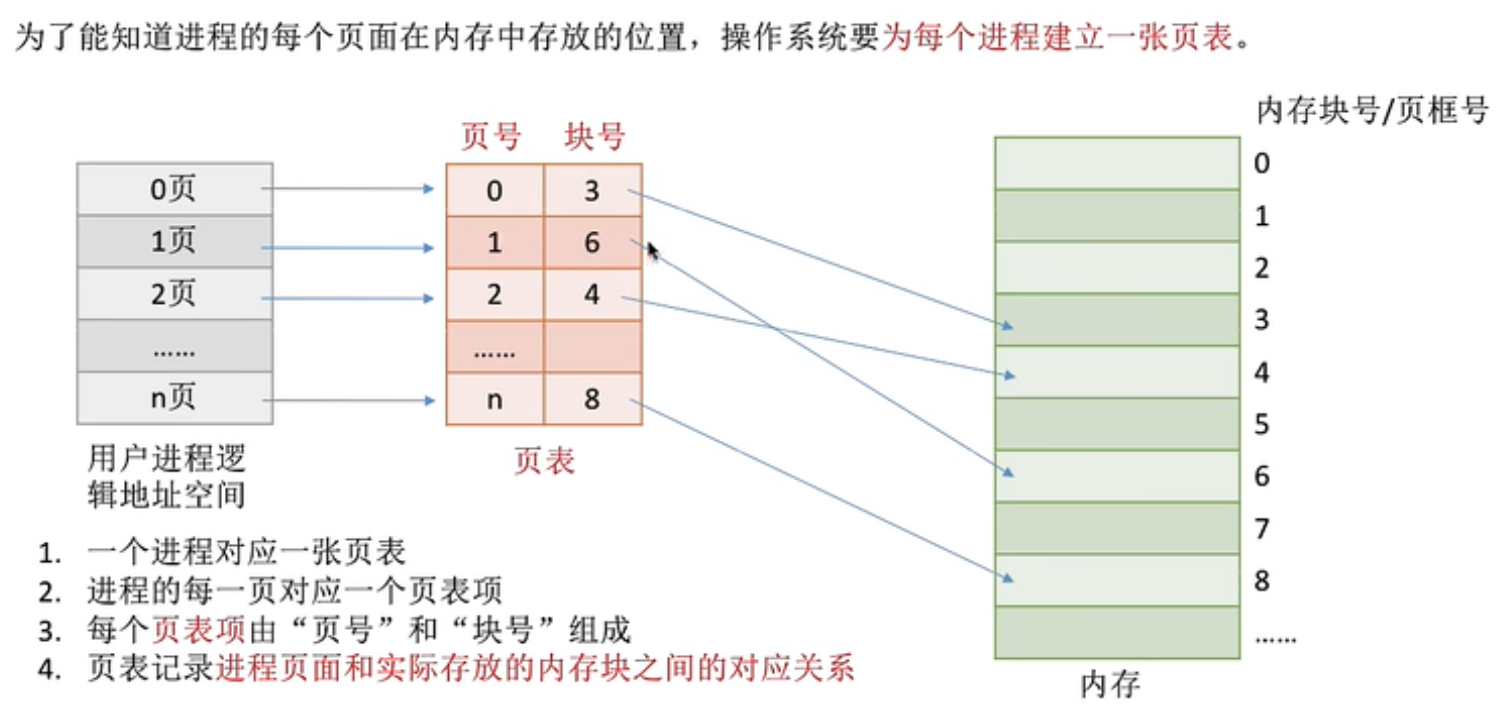 为了能知道进程的每个页面在内存中存放的位置，操作系统要为每个进程建立一张页表。
内存块号/页框号
页号 块号
0页
1页
2页
……
n页
用户进程逻
辑地址空间
0 3
1 6
2 4
……
n 8
页表
0
1
2
3
4
5
6
7
8
……
内存
1. 一个进程对应一张页表
2. 进程的每一页对应一个页表项
3. 每个页表项由“页号”和“块号”组成
4. 页表记录进程页面和实际存放的内存块之间的对应关系